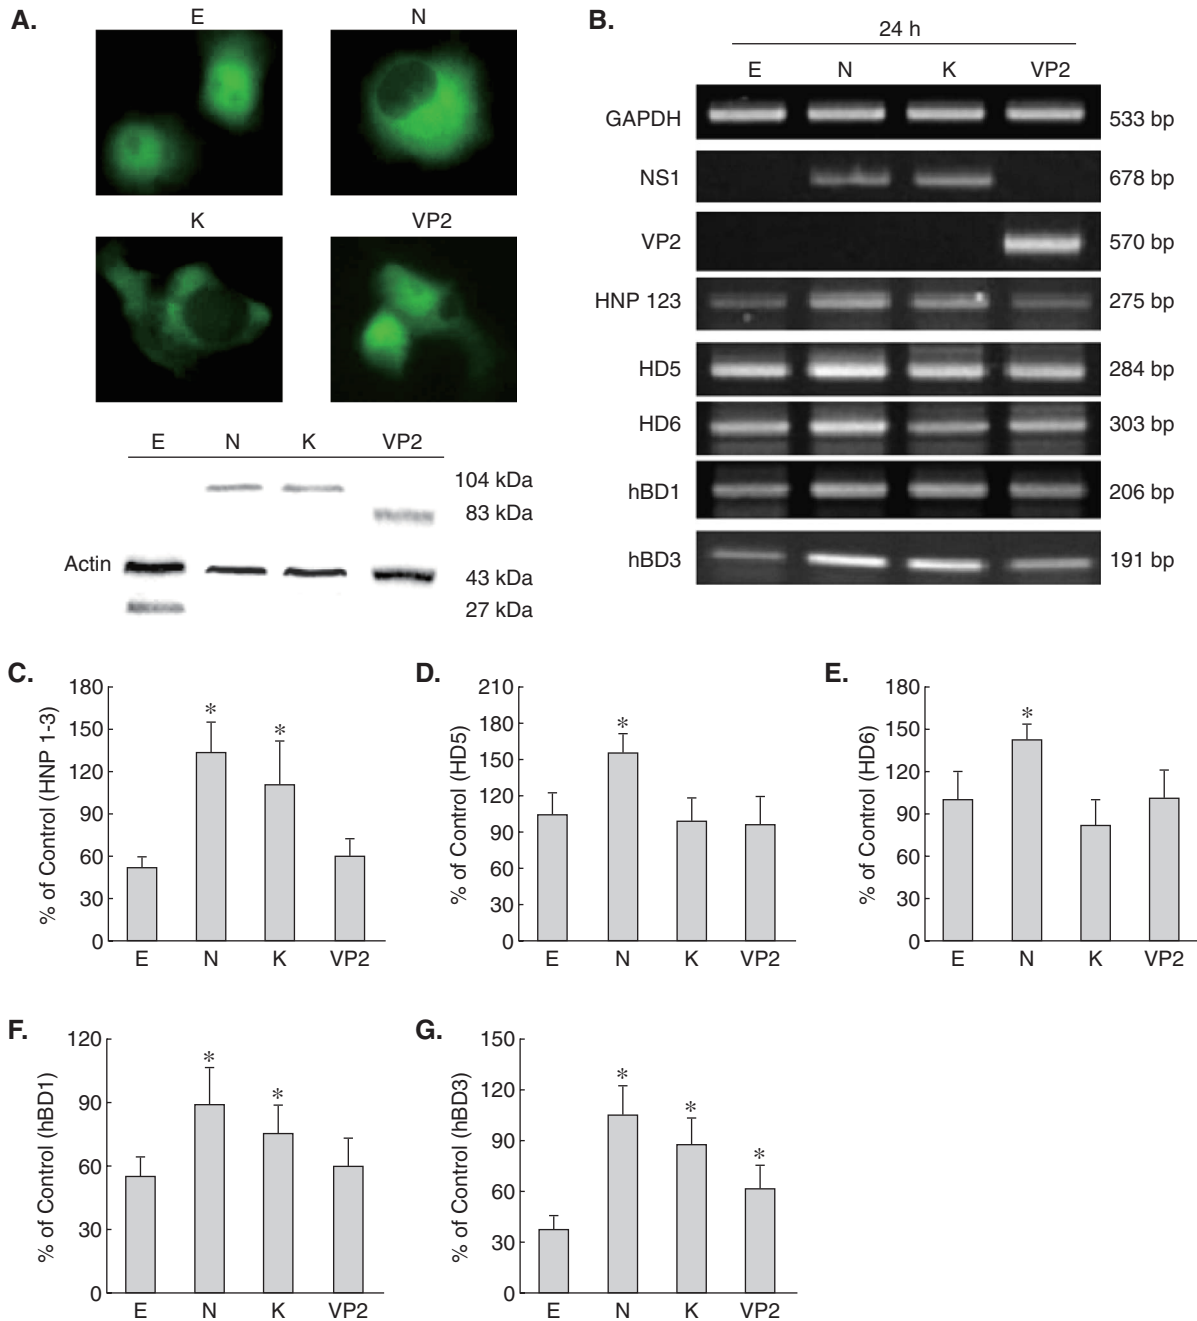 A.
E
N
K
VP2
E N K VP2
104 kDa
83 kDa
Actin
43 kDa
27 kDa
B.
24 h
E N K VP2
GAPDH 533 bp
NS1 678 bp
VP2 570 bp
HNP 123 275 bp
HD5 284 bp
HD6 303 bp
hBD1 206 bp
hBD3 191 bp
C.
% of Control (HNP 1-3)
180
150
120
90
60
30
0
* *
E N K VP2
D.
% of Control (HD5)
210
180
150
120
90
60
30
0
*
E N K VP2
E.
% of Control (HD6)
180
150
120
90
60
30
0
*
E N K VP2
F.
% of Control (hBD1)
120
90
60
30
0
* *
E N K VP2
G.
% of Control (hBD3)
150
120
90
60
30
0
* * *
E N K VP2